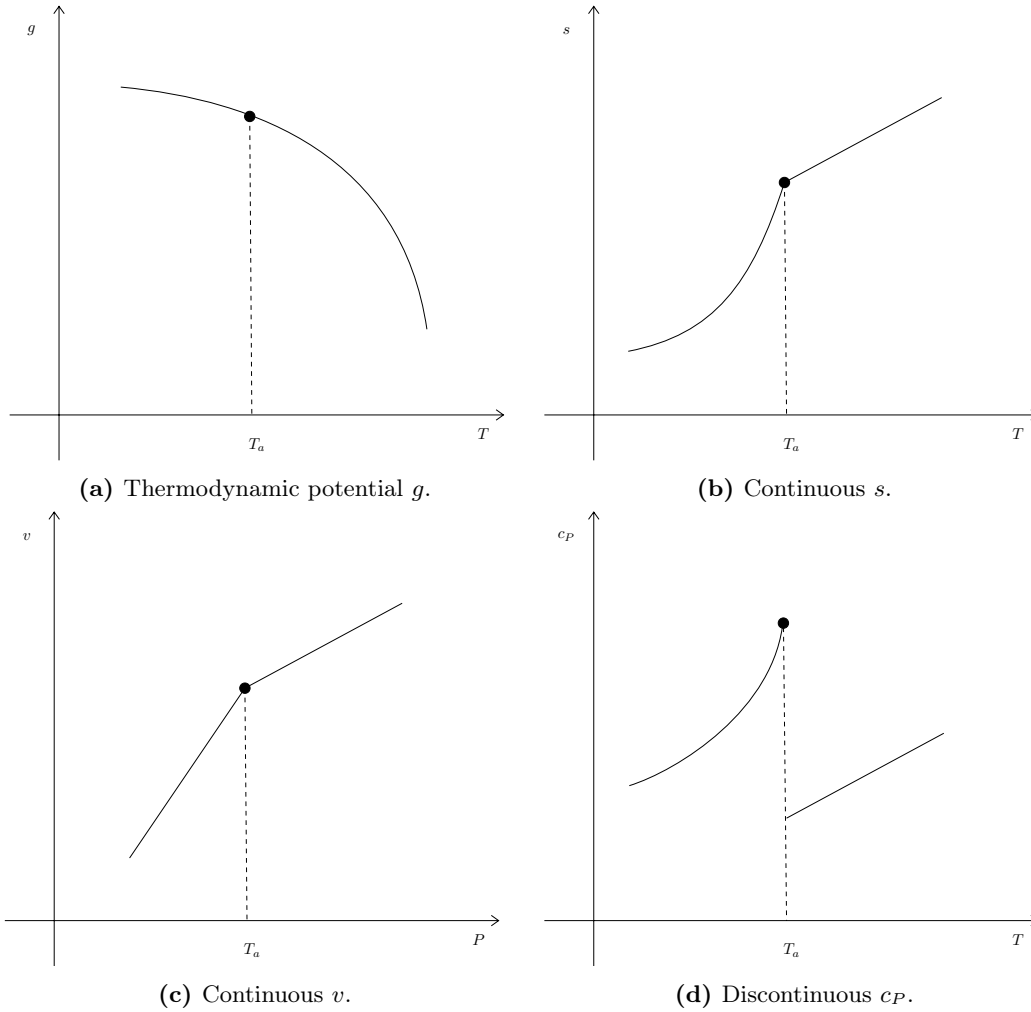 g
T
T_a
(a) Thermodynamic potential g.
s
T
T_a
(b) Continuous s.
v
P
T_a
(c) Continuous v.
c_P
T
T_a
(d) Discontinuous c_P.